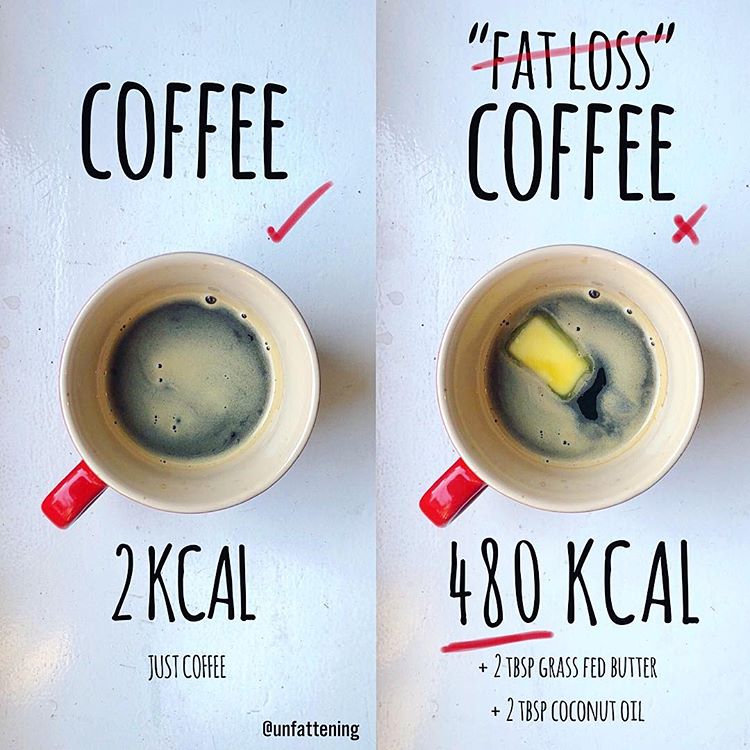 COFFEE
2 KCAL
JUST COFFEE
@unfattening
"FAT LOSS"
COFFEE
480 KCAL
+ 2 TBSP GRASS FED BUTTER
+ 2 TBSP COCONUT OIL